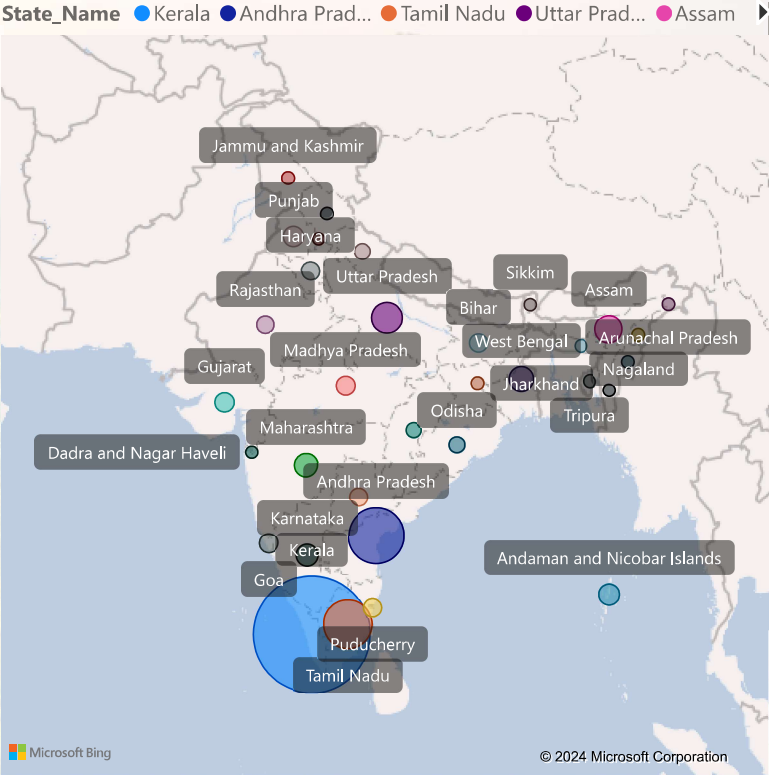 State_Name Kerala Andhra Prad... Tamil Nadu Uttar Prad... Assam
Jammu and Kashmir
Punjab
Haryana
Sikkim
Uttar Pradesh
Rajasthan
Assam
Bihar
West Bengal
Arunachal Pradesh
Madhya Pradesh
Gujarat
Nagaland
Jharkhand
Odisha
Tripura
Maharashtra
Dadra and Nagar Haveli
Andhra Pradesh
Karnataka
Kerala
Andaman and Nicobar Islands
Goa
Puducherry
Tamil Nadu
Microsoft Bing
© 2024 Microsoft Corporation